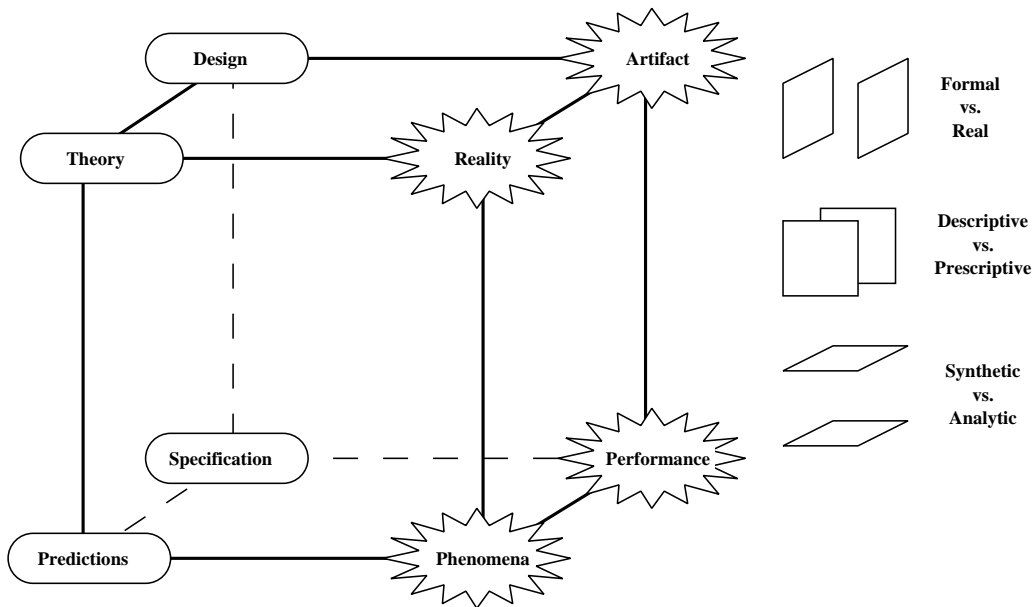 Design
Artifact
Theory
Reality
Specification
Performance
Predictions
Phenomena
Formal
vs.
Real
Descriptive
vs.
Prescriptive
Synthetic
vs.
Analytic